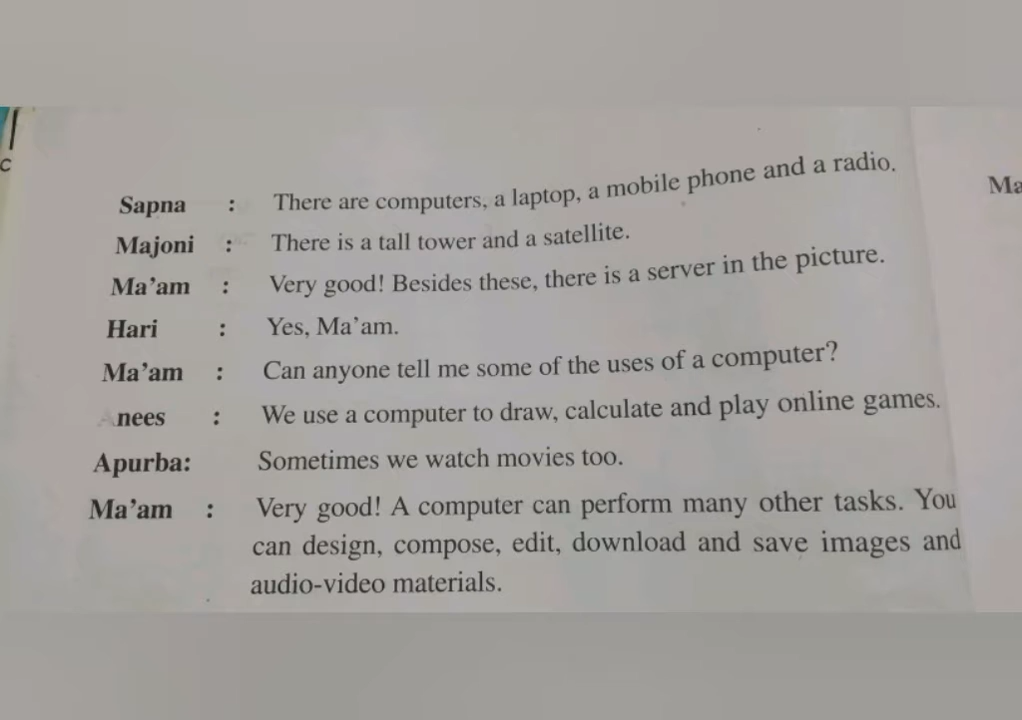 Sapna : There are computers, a laptop, a mobile phone and a radio.
Majoni : There is a tall tower and a satellite.
Ma'am : Very good! Besides these, there is a server in the picture.
Hari : Yes, Ma'am.
Ma'am : Can anyone tell me some of the uses of a computer?
Anees : We use a computer to draw, calculate and play online games.
Apurba: Sometimes we watch movies too.
Ma'am : Very good! A computer can perform many other tasks. You
can design, compose, edit, download and save images and
audio-video materials.